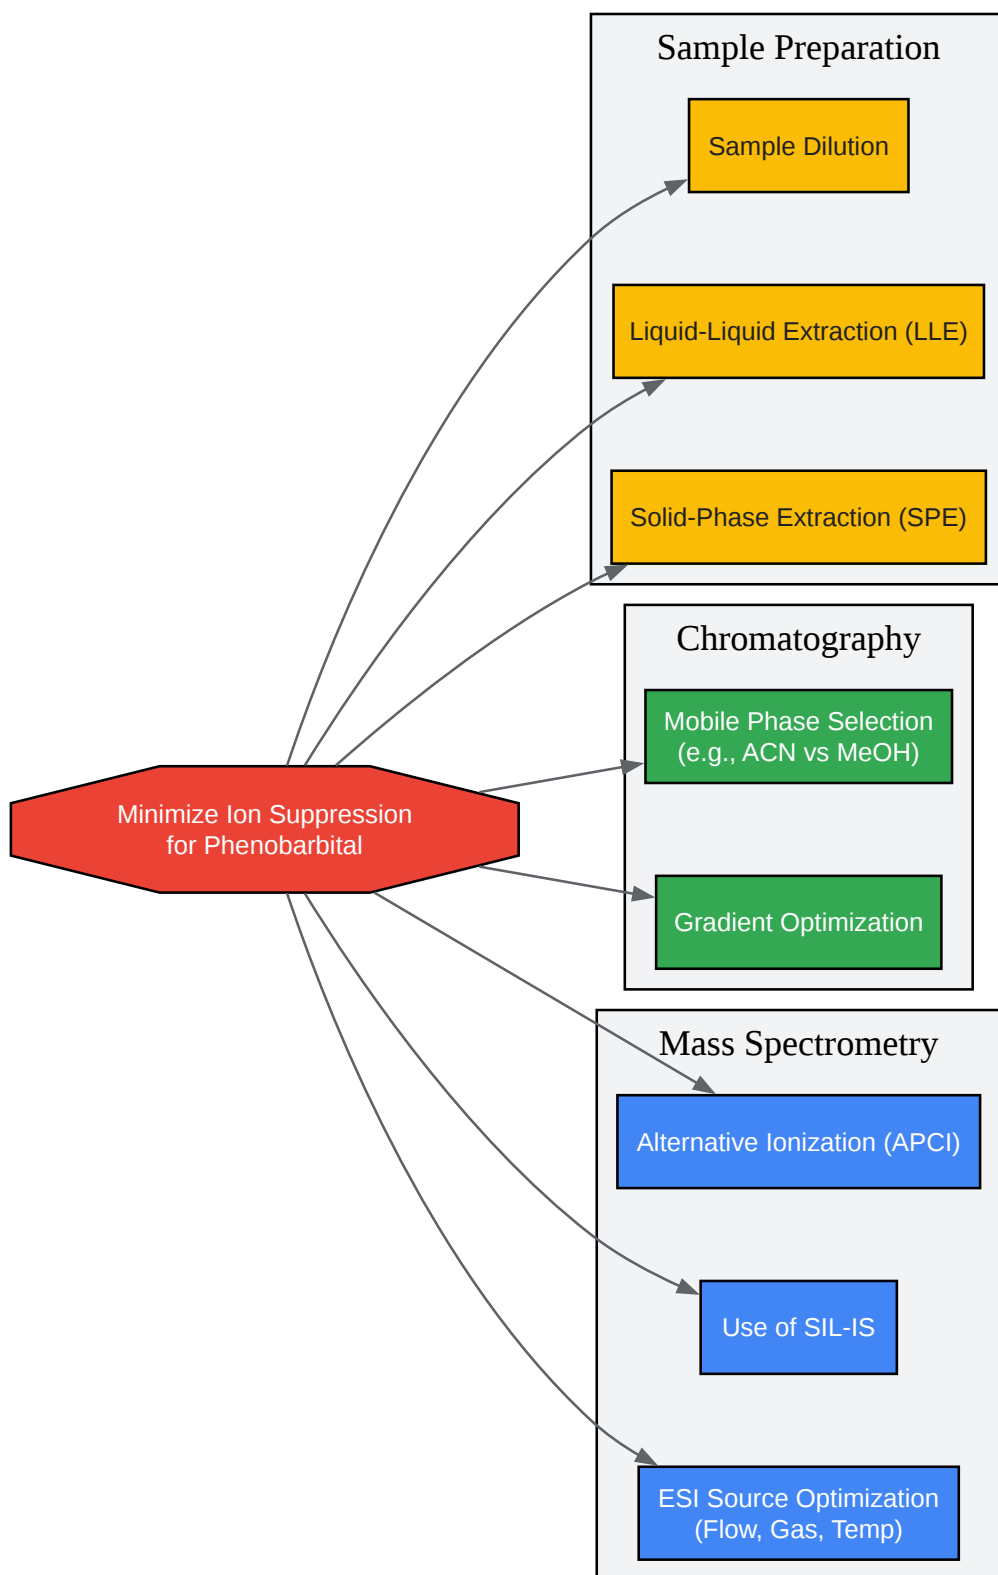 Sample Preparation
Sample Dilution
Liquid-Liquid Extraction (LLE)
Solid-Phase Extraction (SPE)
Chromatography
Mobile Phase Selection
(e.g., ACN vs MeOH)
Minimize Ion Suppression
for Phenobarbital
Gradient Optimization
Mass Spectrometry
Alternative Ionization (APCI)
Use of SIL-IS
ESI Source Optimization
(Flow, Gas, Temp)